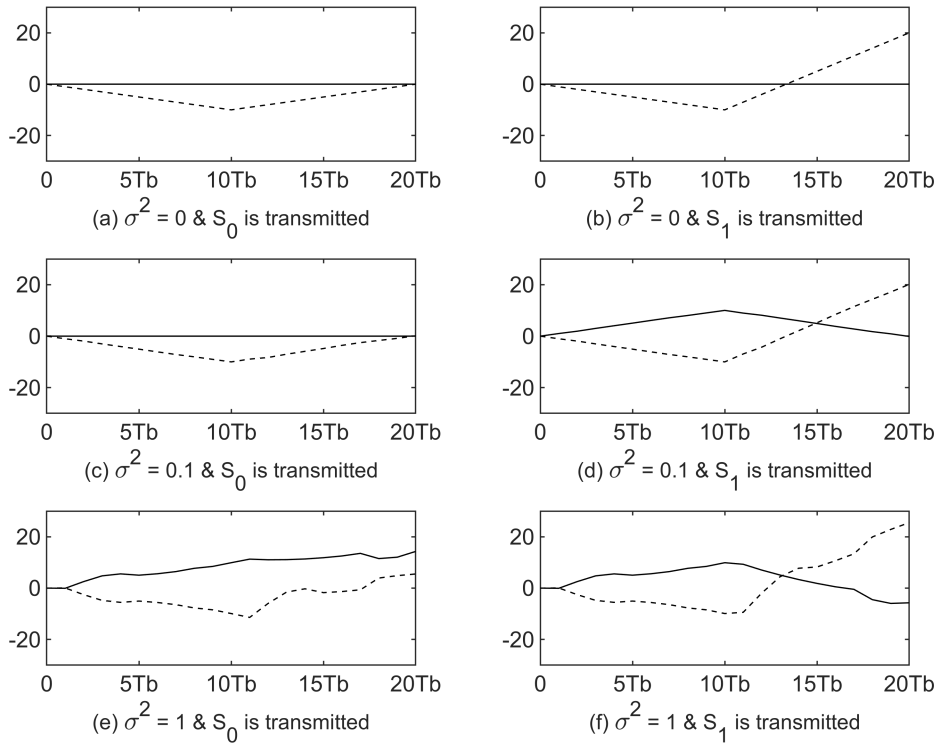 20
0
-20
0 5Tb 10Tb 15Tb 20Tb
(a) σ² = 0 & S₀ is transmitted
20
0
-20
0 5Tb 10Tb 15Tb 20Tb
(b) σ² = 0 & S₁ is transmitted
20
0
-20
0 5Tb 10Tb 15Tb 20Tb
(c) σ² = 0.1 & S₀ is transmitted
20
0
-20
0 5Tb 10Tb 15Tb 20Tb
(d) σ² = 0.1 & S₁ is transmitted
20
0
-20
0 5Tb 10Tb 15Tb 20Tb
(e) σ² = 1 & S₀ is transmitted
20
0
-20
0 5Tb 10Tb 15Tb 20Tb
(f) σ² = 1 & S₁ is transmitted